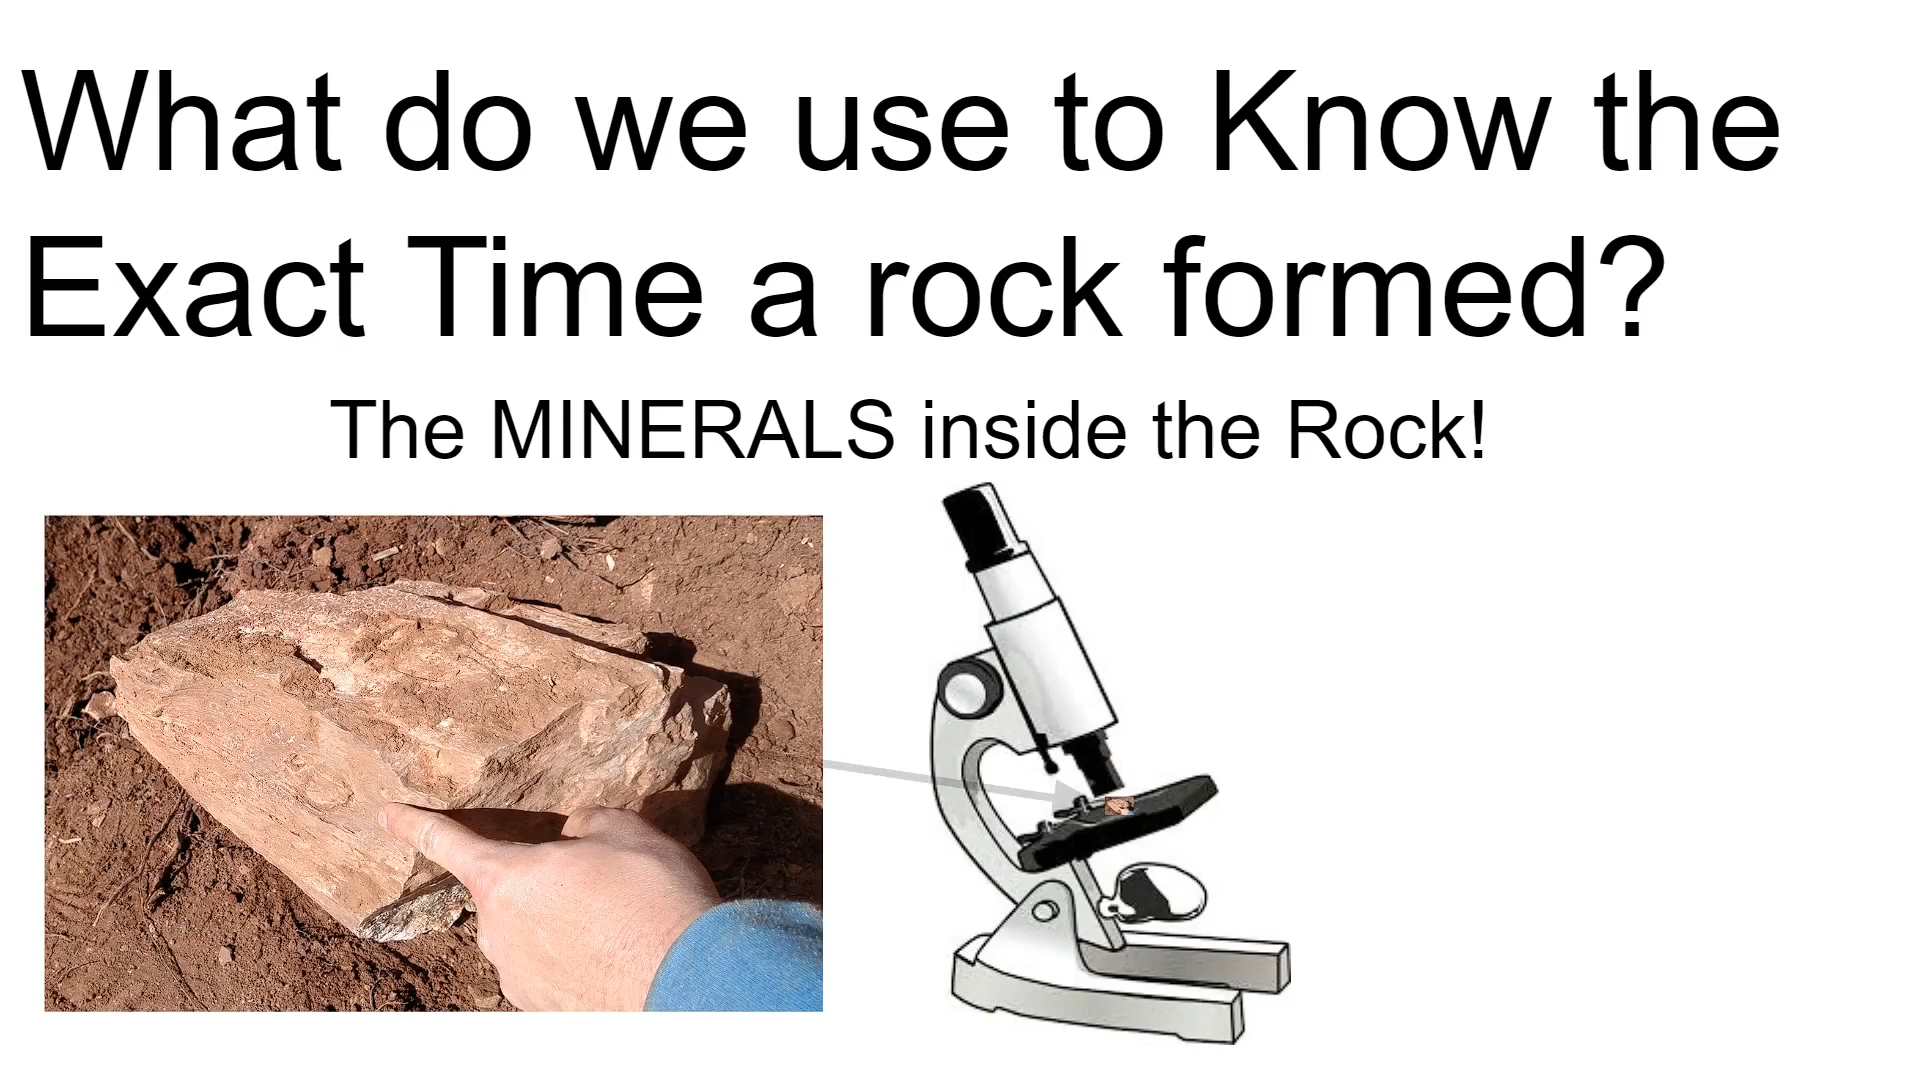 What do we use to Know the
Exact Time a rock formed?
The MINERALS inside the Rock!